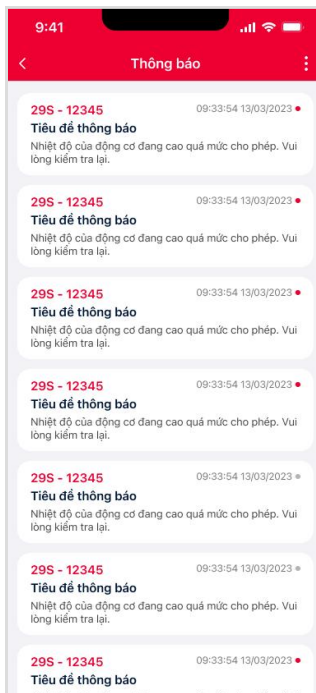 9:41
Thông báo
29S - 12345 09:33:54 13/03/2023
Tiêu đề thông báo
Nhiệt độ của động cơ đang cao quá mức cho phép. Vui
lòng kiểm tra lại.
29S - 12345 09:33:54 13/03/2023
Tiêu đề thông báo
Nhiệt độ của động cơ đang cao quá mức cho phép. Vui
lòng kiểm tra lại.
29S - 12345 09:33:54 13/03/2023
Tiêu đề thông báo
Nhiệt độ của động cơ đang cao quá mức cho phép. Vui
lòng kiểm tra lại.
29S - 12345 09:33:54 13/03/2023
Tiêu đề thông báo
Nhiệt độ của động cơ đang cao quá mức cho phép. Vui
lòng kiểm tra lại.
29S - 12345 09:33:54 13/03/2023
Tiêu đề thông báo
Nhiệt độ của động cơ đang cao quá mức cho phép. Vui
lòng kiểm tra lại.
29S - 12345 09:33:54 13/03/2023
Tiêu đề thông báo
Nhiệt độ của động cơ đang cao quá mức cho phép. Vui
lòng kiểm tra lại.
29S - 12345 09:33:54 13/03/2023
Tiêu đề thông báo